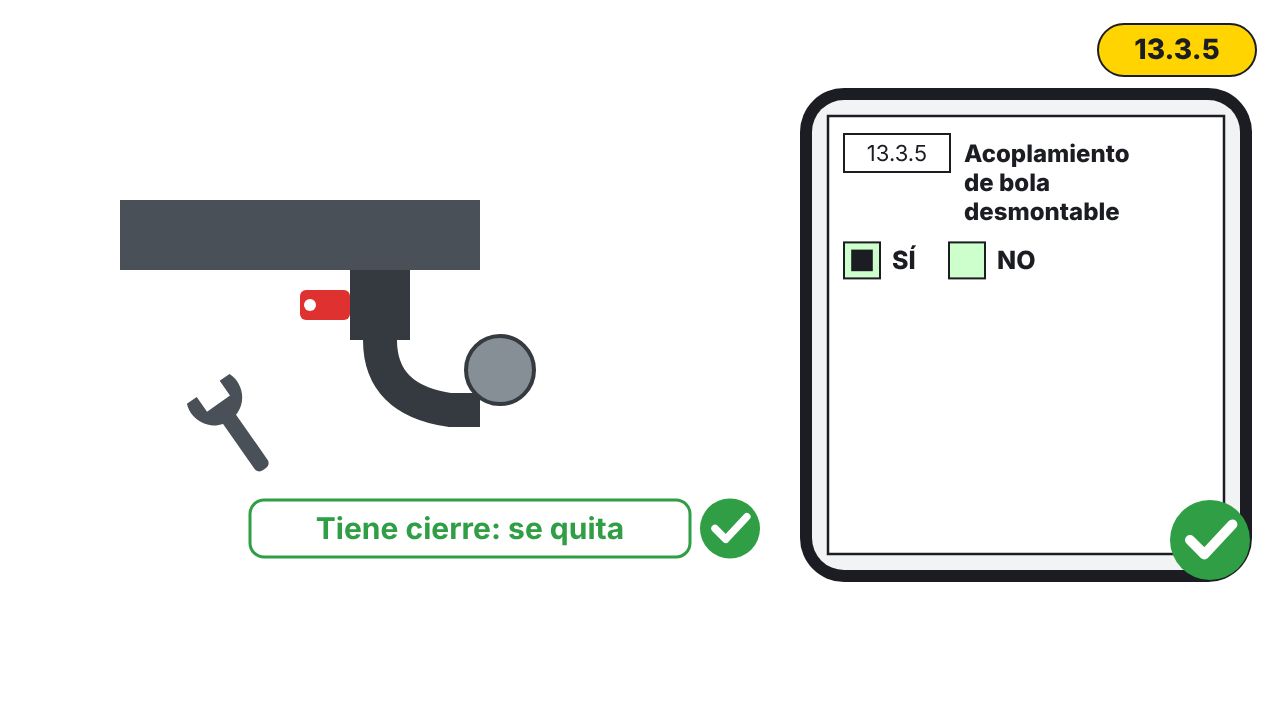 13.3.5
13.3.5
Acoplamiento
de bola
desmontable
SÍ
NO
Tiene cierre: se quita